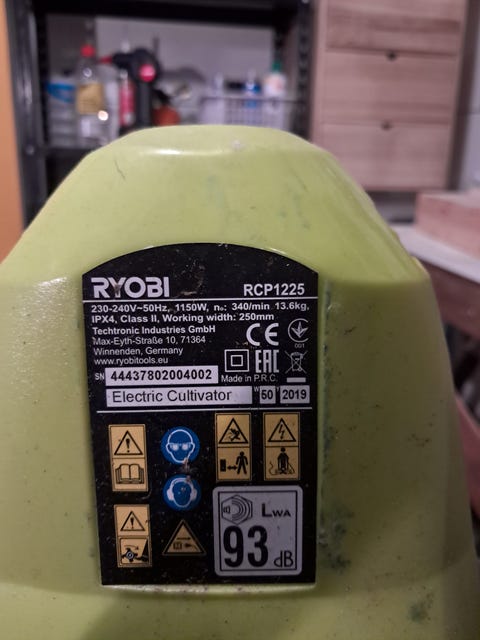 RYOBI RCP1225
230-240V~50Hz, 1150W, n₀: 340/min 13.6kg,
IPX4, Class II, Working width: 250mm
Techtronic Industries GmbH
Max-Eyth-Straße 10, 71364
Winnenden, Germany
www.ryobitools.eu
CE
001
EAC
SN 44437802004002 Made in P.R.C.
Electric Cultivator W 50 Y 2019
LWA
93 dB